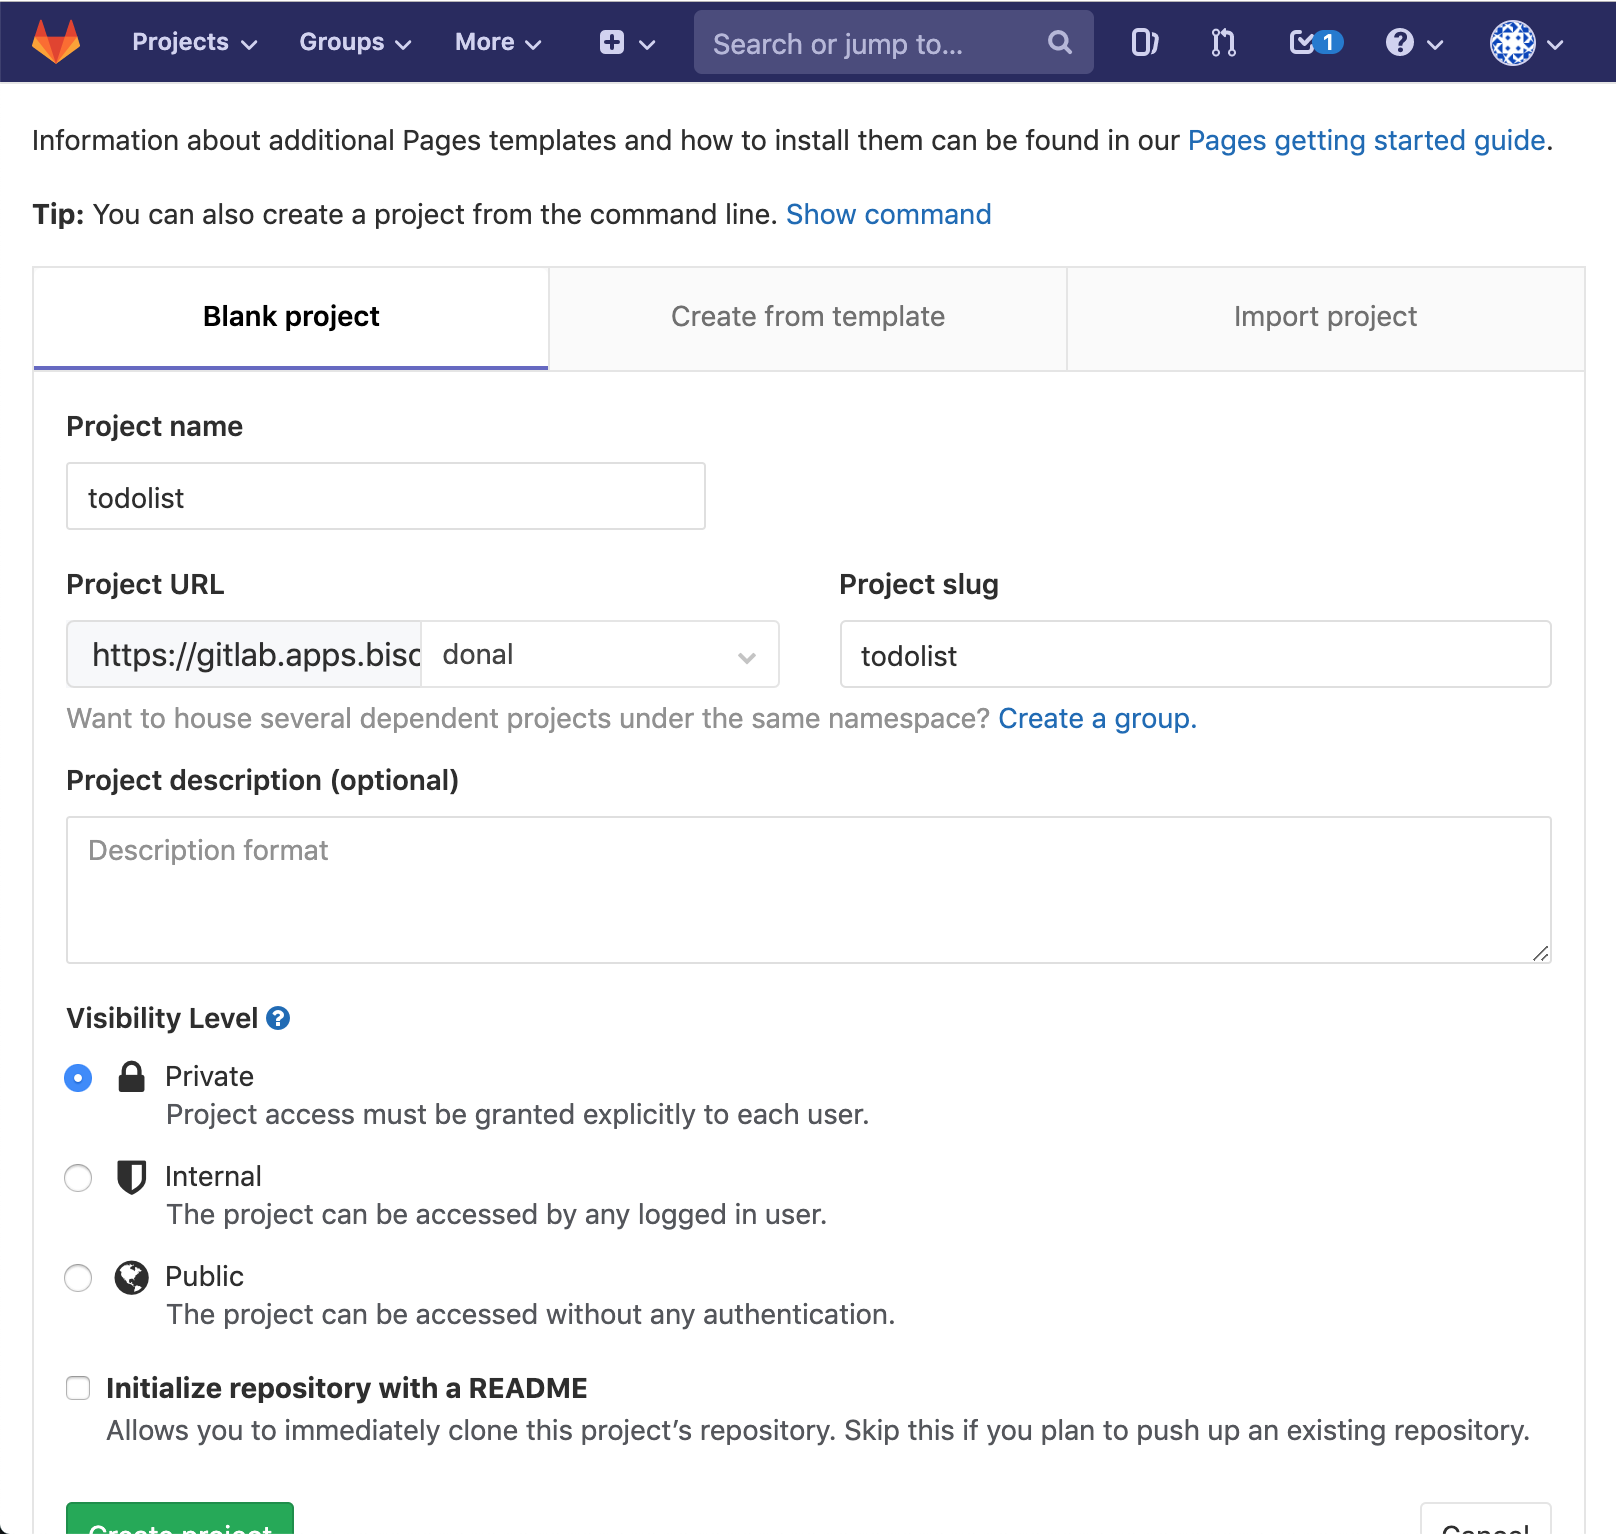 Projects Groups More Search or jump to... 1
Information about additional Pages templates and how to install them can be found in our Pages getting started guide.
Tip: You can also create a project from the command line. Show command
Blank project Create from template Import project
Project name
todolist
Project URL Project slug
https://gitlab.apps.bisc donal todolist
Want to house several dependent projects under the same namespace? Create a group.
Project description (optional)
Description format
Visibility Level ?
Private
Project access must be granted explicitly to each user.
Internal
The project can be accessed by any logged in user.
Public
The project can be accessed without any authentication.
Initialize repository with a README
Allows you to immediately clone this project’s repository. Skip this if you plan to push up an existing repository.
Create project Cancel